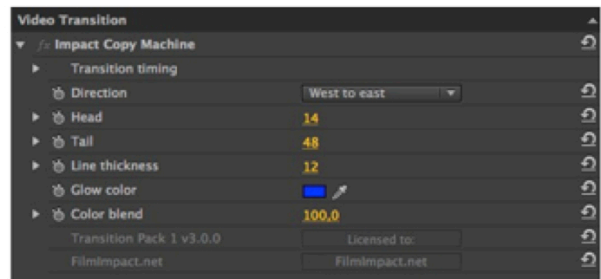 Video Transition
fx Impact Copy Machine
Transition timing
Direction West to east
Head 14
Tail 48
Line thickness 12
Glow color
Color blend 100,0
Transition Pack 1 v3.0.0 Licensed to:
FilmImpact.net FilmImpact.net